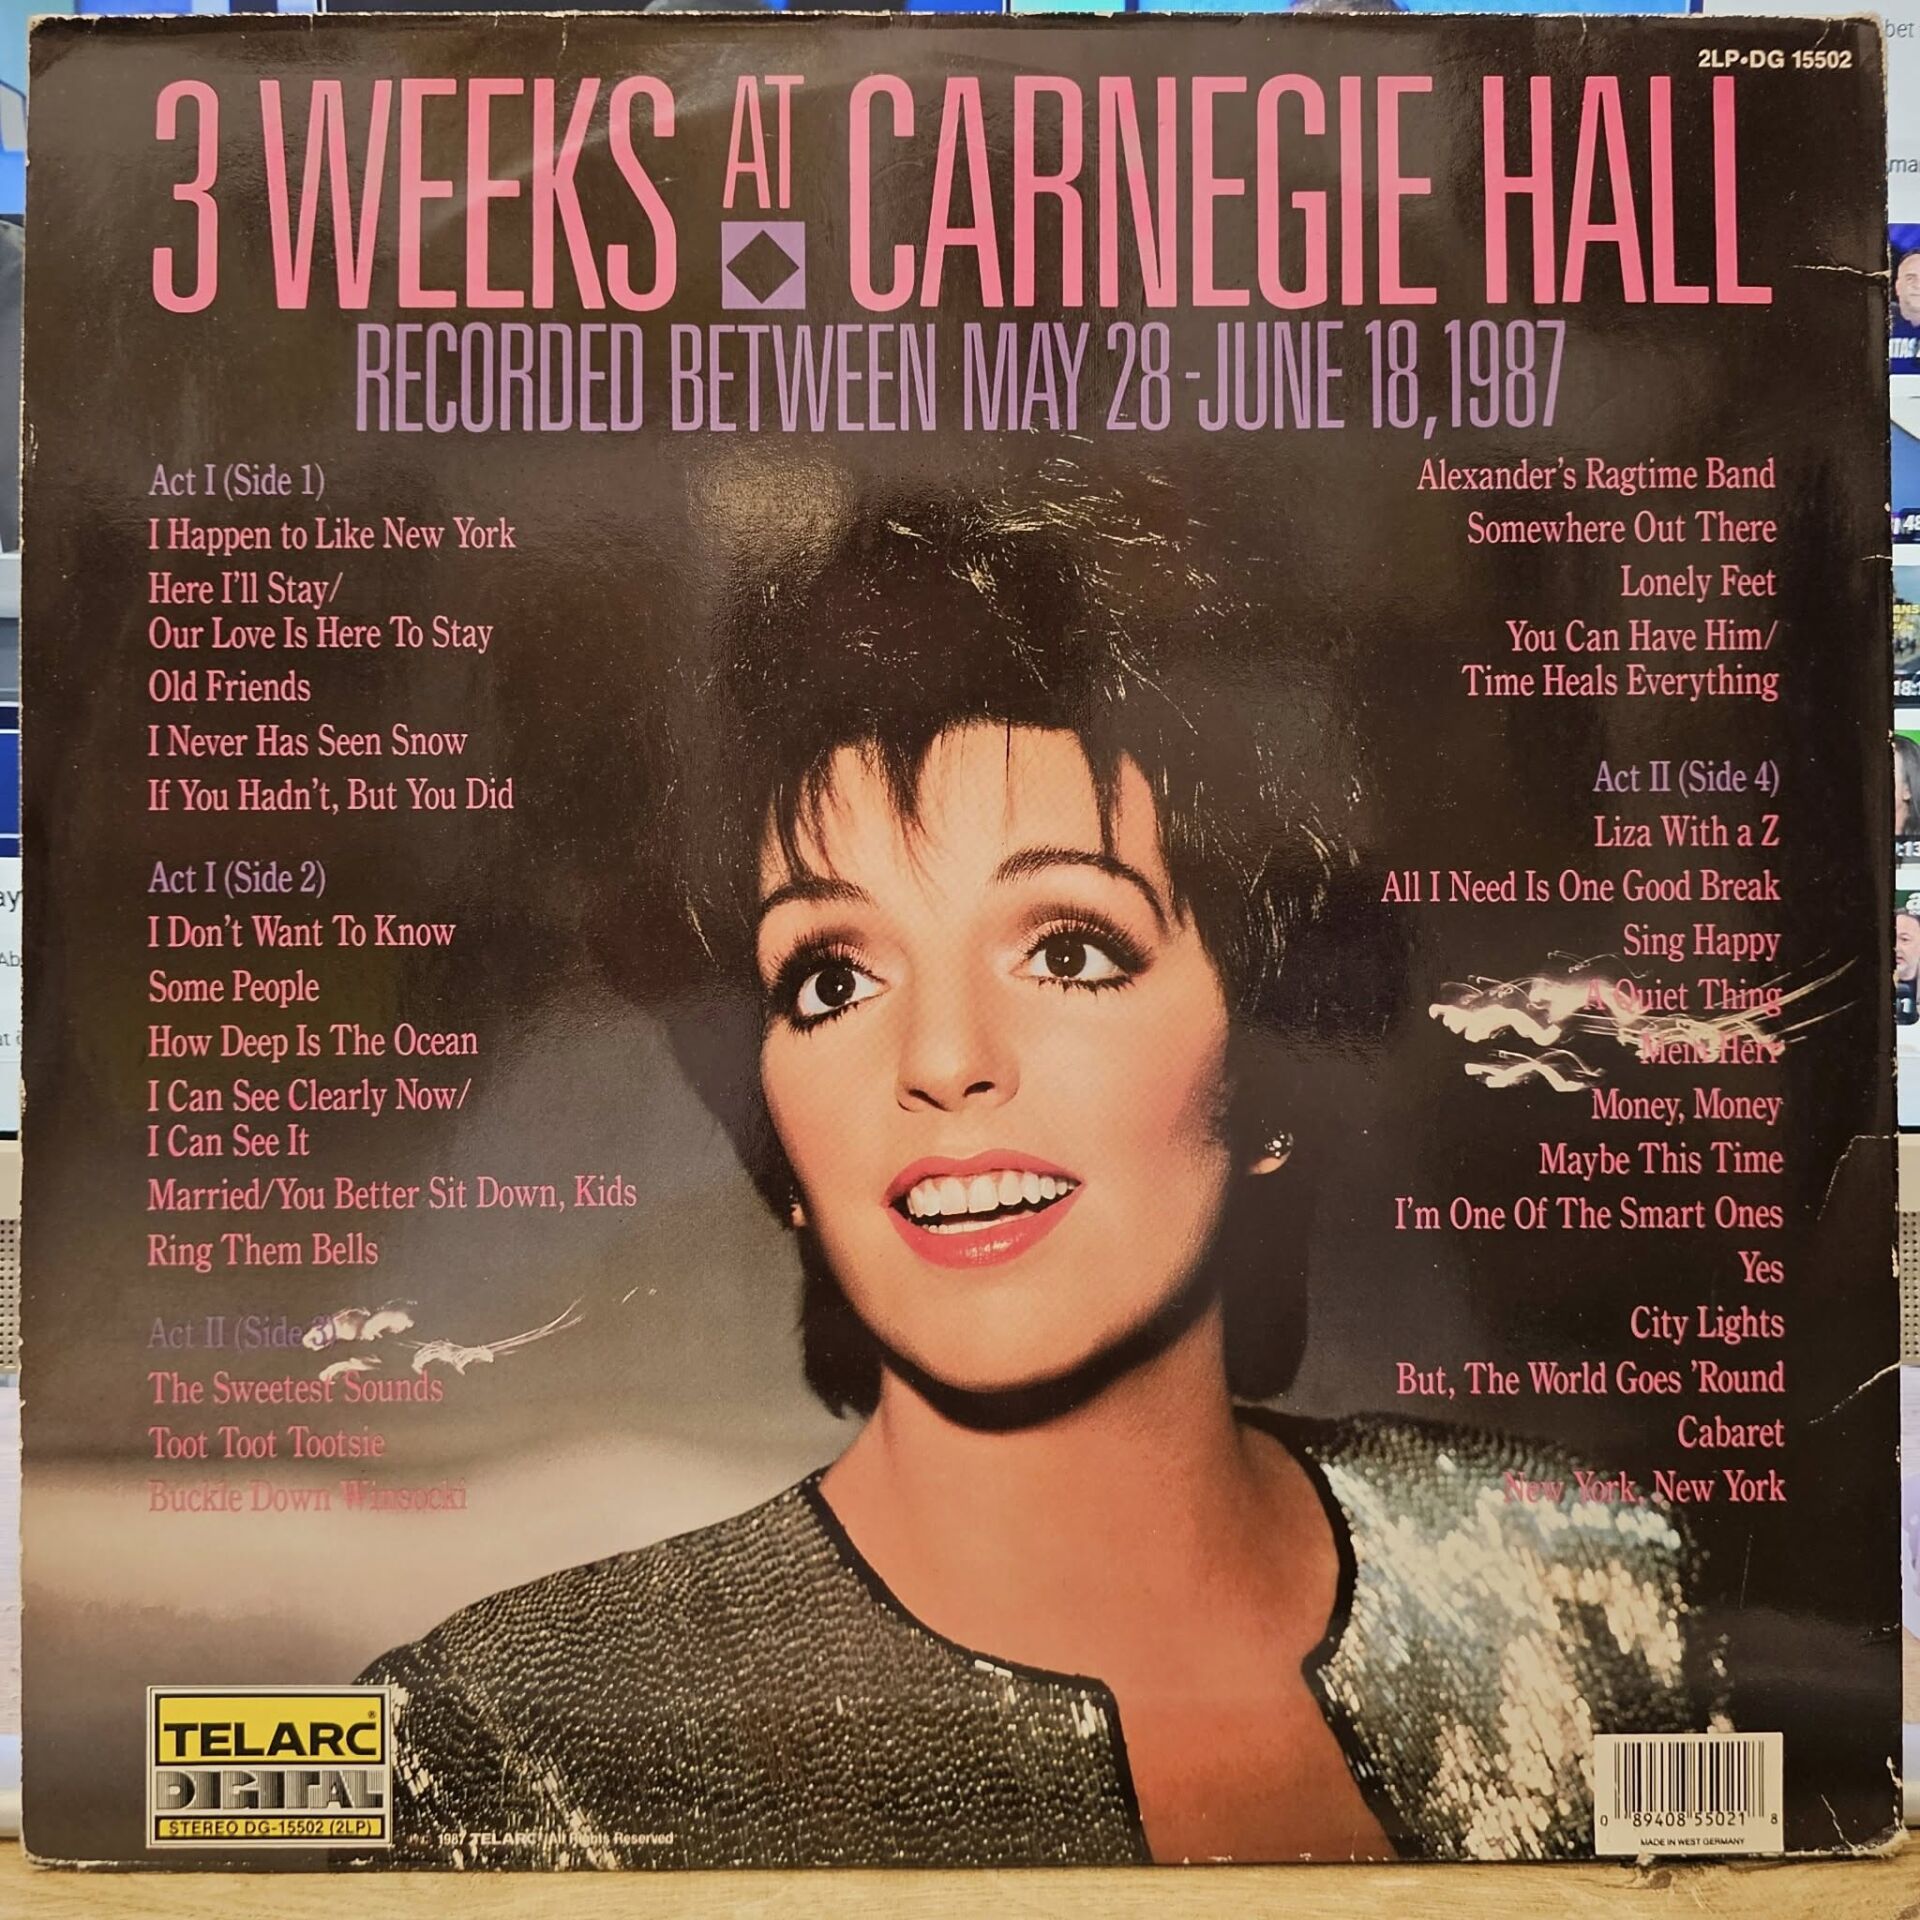 2LP•DG 15502
3 WEEKS AT CARNEGIE HALL
RECORDED BETWEEN MAY 28 - JUNE 18, 1987
Act I (Side 1)
I Happen to Like New York
Here I'll Stay/
Our Love Is Here To Stay
Old Friends
I Never Has Seen Snow
If You Hadn't, But You Did
Act I (Side 2)
I Don't Want To Know
Some People
How Deep Is The Ocean
I Can See Clearly Now/
I Can See It
Married/You Better Sit Down, Kids
Ring Them Bells
Act II (Side 3)
The Sweetest Sounds
Toot Toot Tootsie
Buckle Down Winsocki
Alexander's Ragtime Band
Somewhere Out There
Lonely Feet
You Can Have Him/
Time Heals Everything
Act II (Side 4)
Liza With a Z
All I Need Is One Good Break
Sing Happy
A Quiet Thing
Mein Herr
Money, Money
Maybe This Time
I'm One Of The Smart Ones
Yes
City Lights
But, The World Goes 'Round
Cabaret
New York, New York
TELARC®
DIGITAL
STEREO DG-15502 (2LP)
1987 TELARC® All Rights Reserved
0 89408 55021 8
MADE IN WEST GERMANY